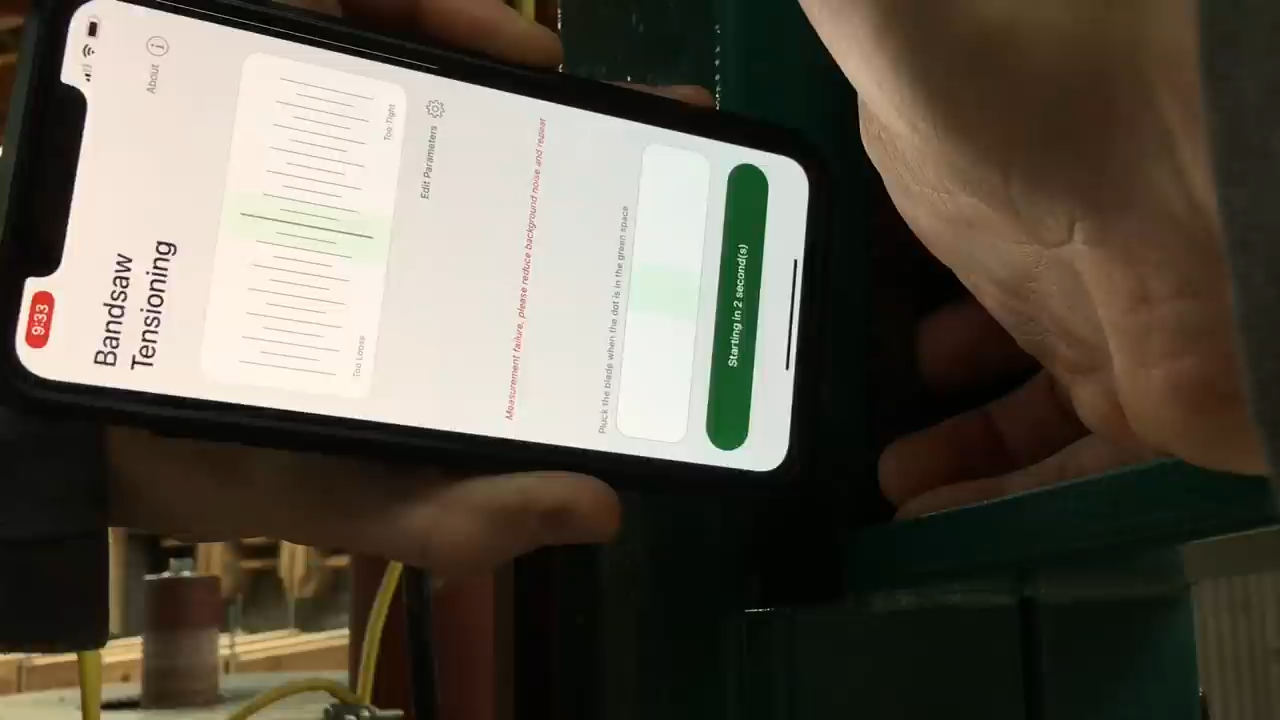 9:33
About
Bandsaw
Tensioning
Too Loose
Too Tight
Edit Parameters
Measurement failure, please reduce background noise and repeat
Pluck the blade when the dot is in the green space
Starting in 2 second(s)